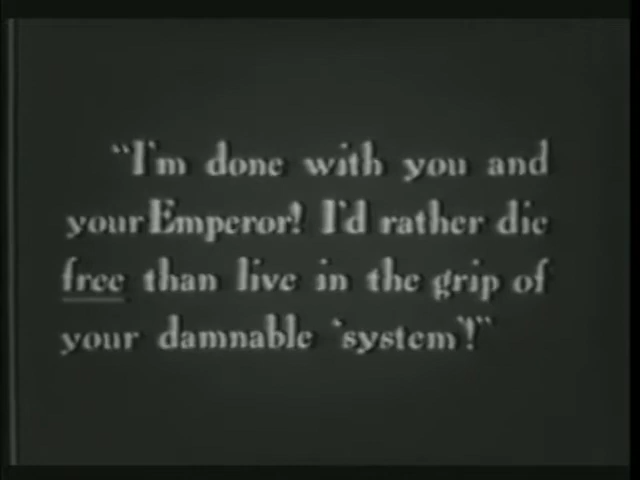 "I'm done with you and
your Emperor! I'd rather die
free than live in the grip of
your damnable 'system'!"